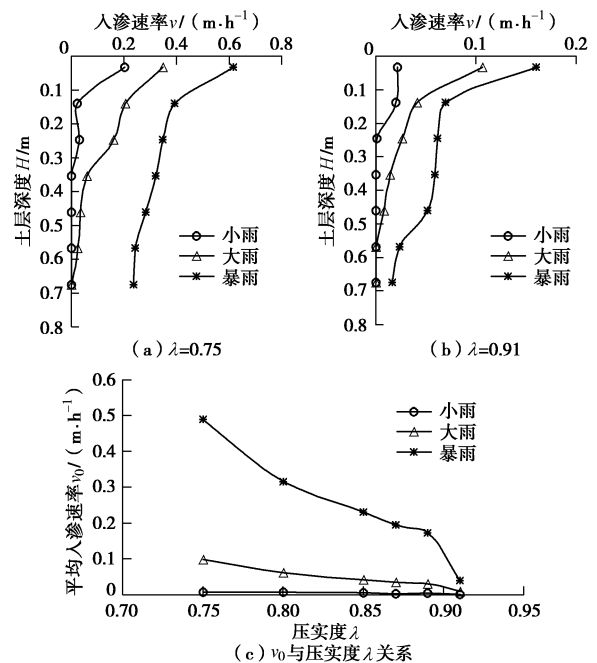 入渗速率v/(m·h⁻¹)
0 0.2 0.4 0.6 0.8
0.1
0.2
0.3
0.4
0.5
0.6
0.7
0.8
土层深度H/m
小雨
大雨
暴雨
(a)λ=0.75
入渗速率v/(m·h⁻¹)
0 0.1 0.2
0
0.1
0.2
0.3
0.4
0.5
0.6
0.7
0.8
土层深度H/m
小雨
大雨
暴雨
(b)λ=0.91
平均入渗速率v₀/(m·h⁻¹)
0.6
0.5
0.4
0.3
0.2
0.1
0
小雨
大雨
暴雨
0.70 0.75 0.80 0.85 0.90 0.95
压实度λ
(c)v₀与压实度λ关系